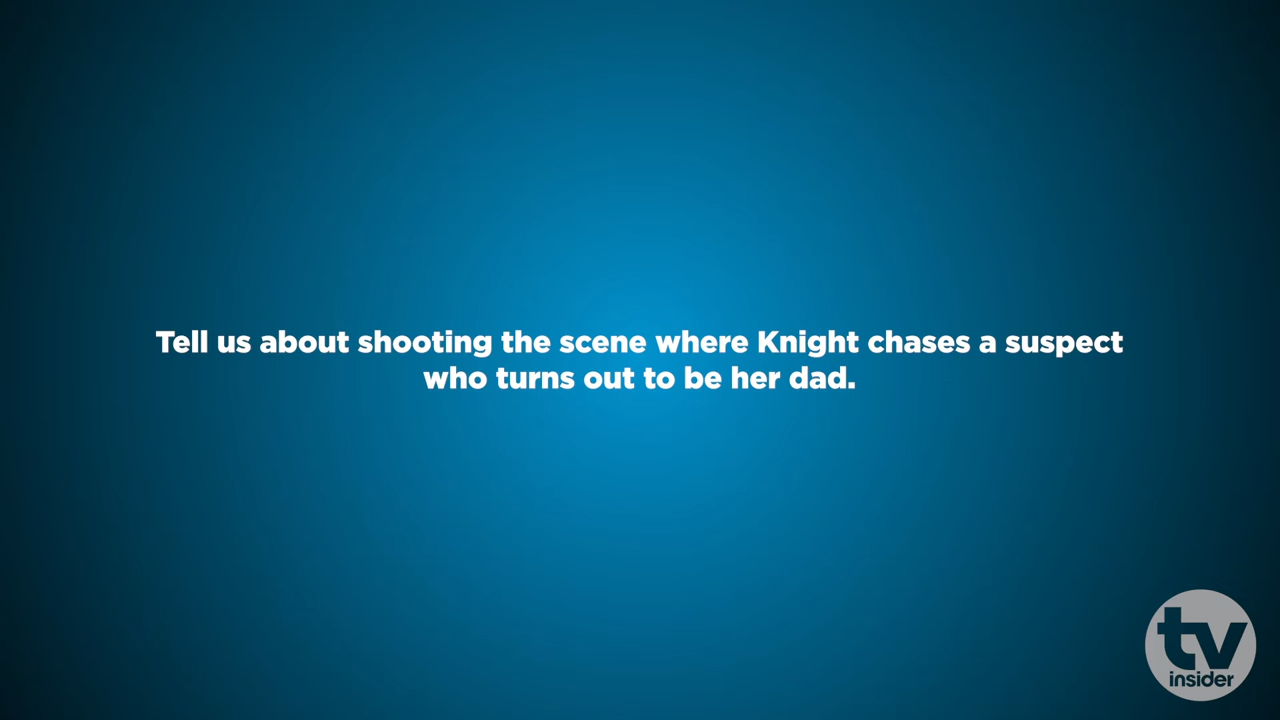 Tell us about shooting the scene where Knight chases a suspect
who turns out to be her dad.
tv
insider